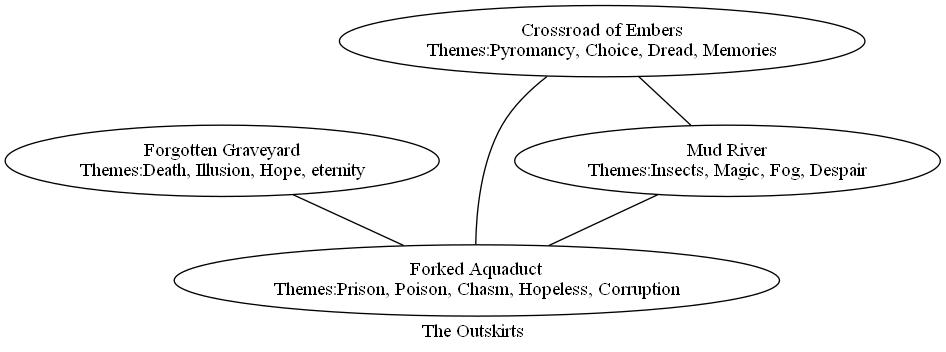 Crossroad of Embers
Themes:Pyromancy, Choice, Dread, Memories
Forgotten Graveyard
Themes:Death, Illusion, Hope, eternity
Mud River
Themes:Insects, Magic, Fog, Despair
Forked Aquaduct
Themes:Prison, Poison, Chasm, Hopeless, Corruption
The Outskirts